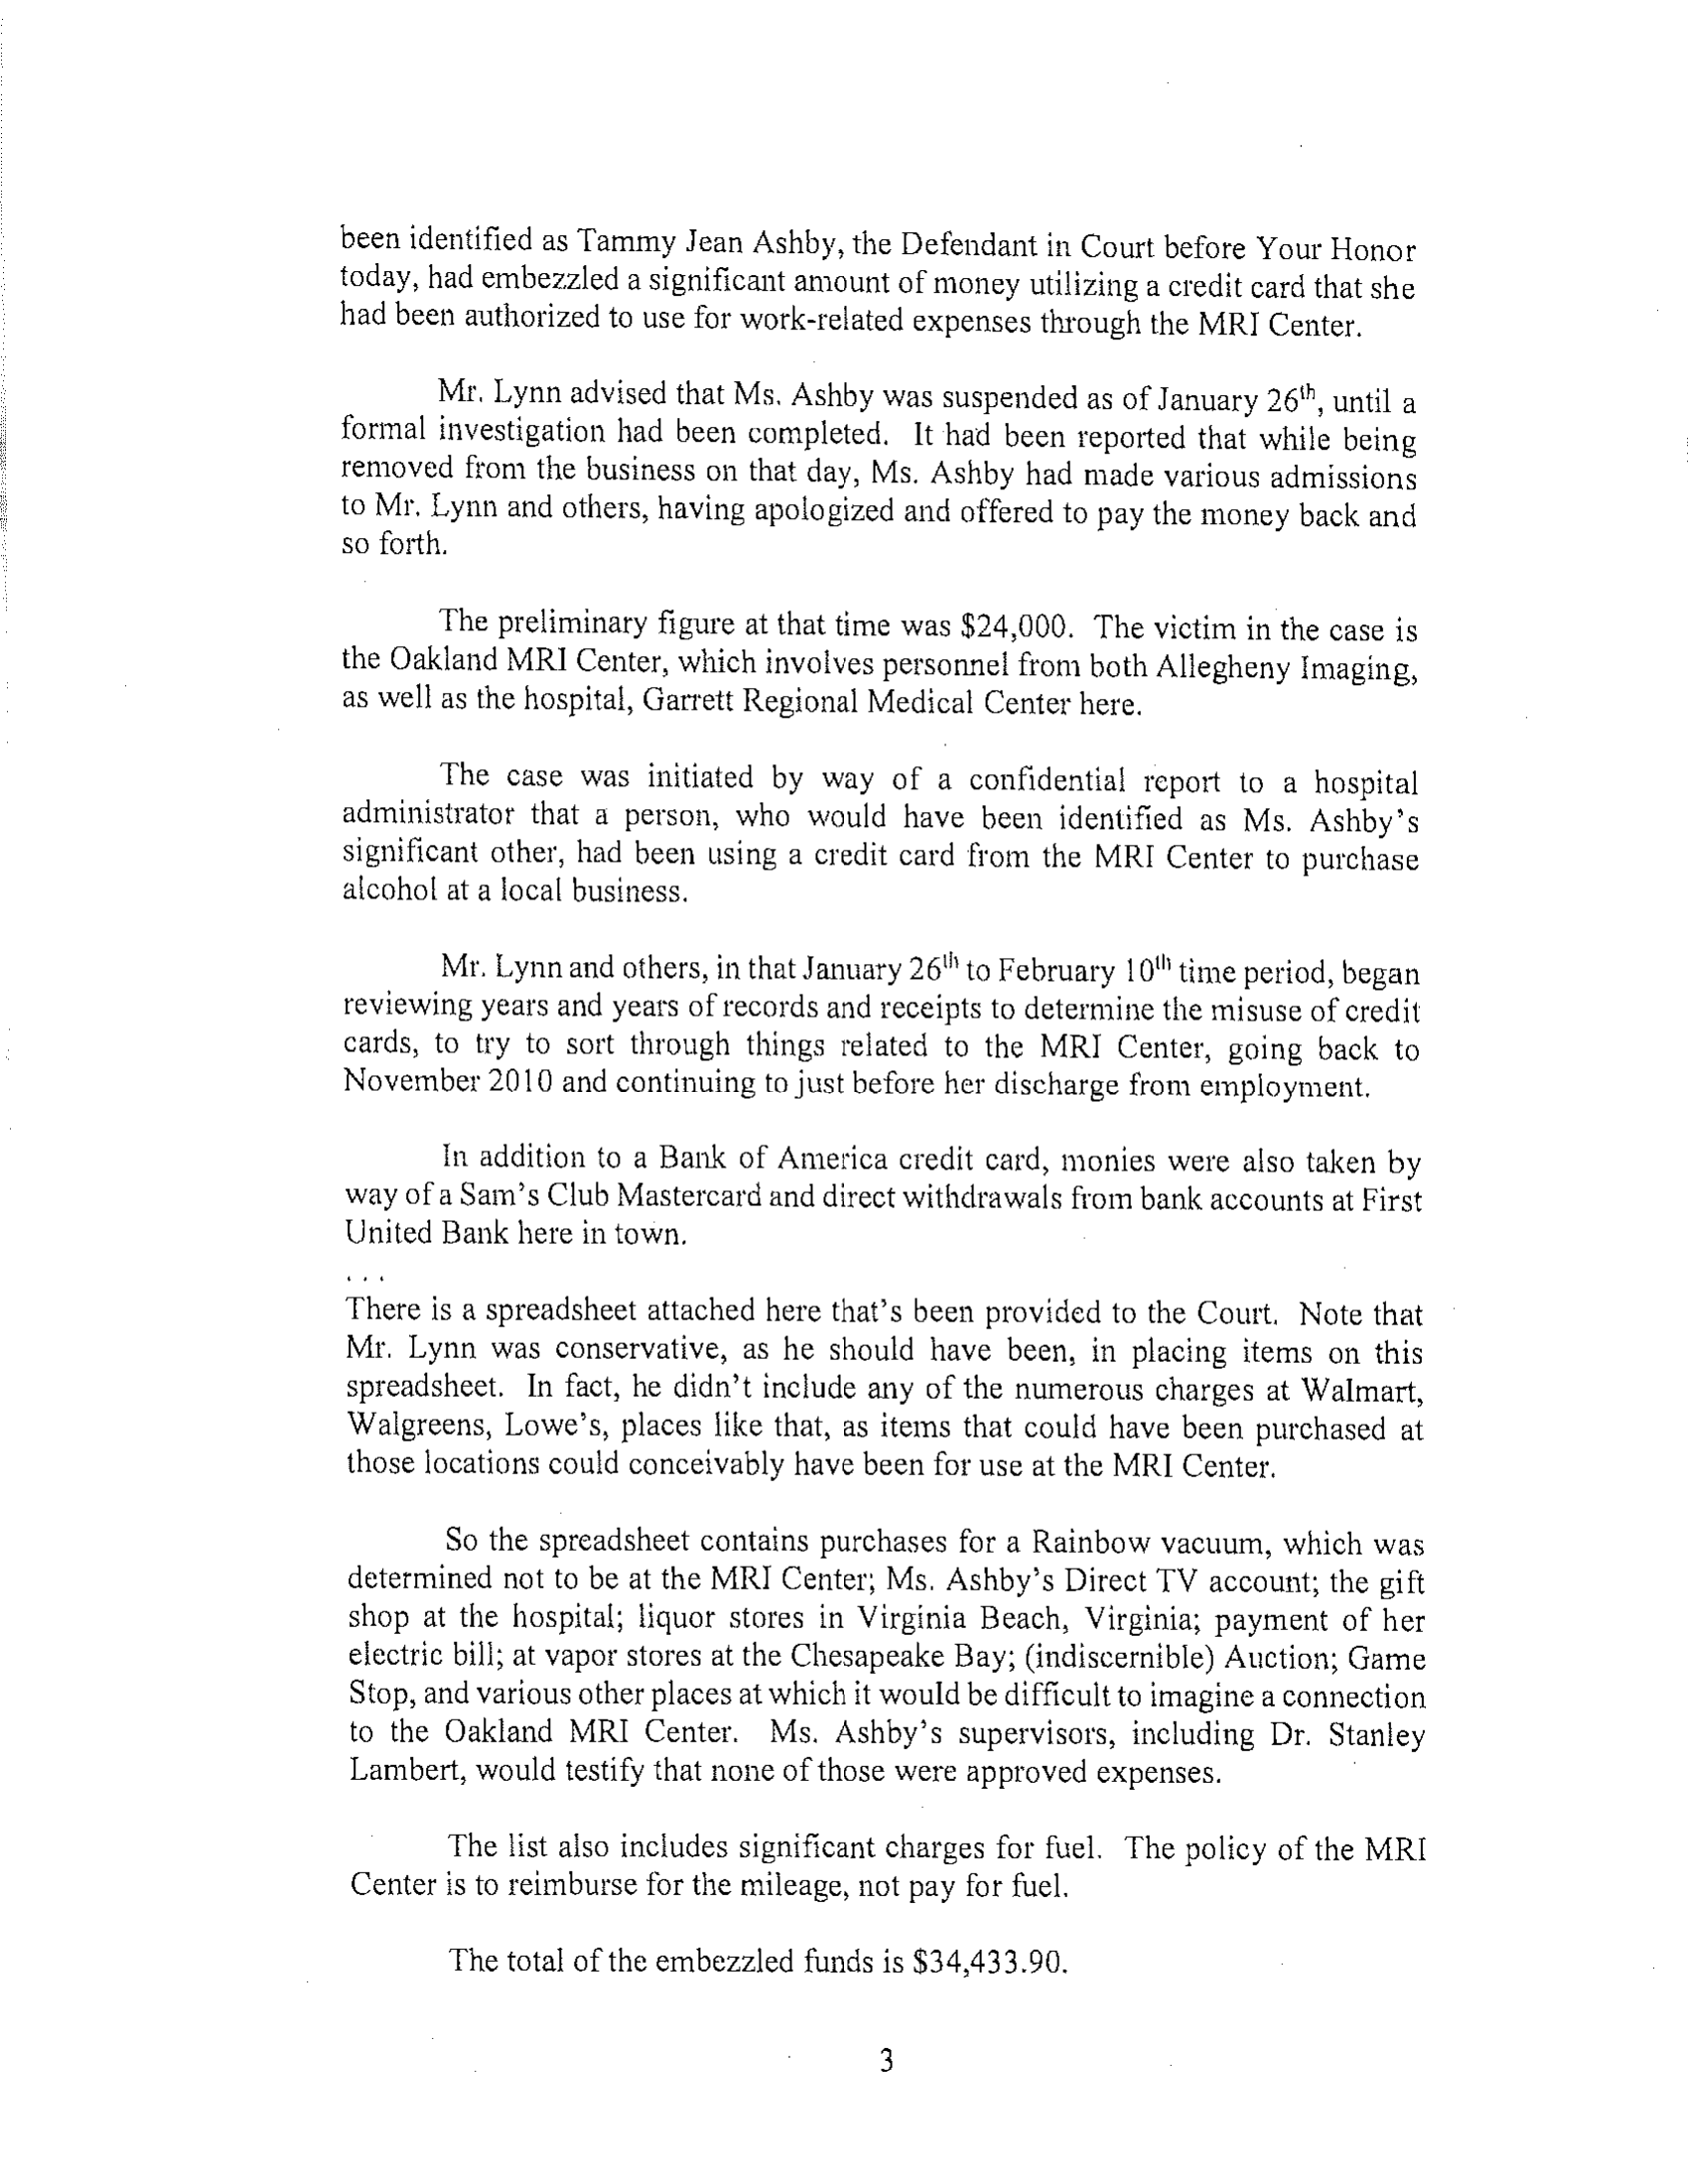 been identified as Tammy Jean Ashby, the Defendant in Court before Your Honor
today, had embezzled a significant amount of money utilizing a credit card that she
had been authorized to use for work-related expenses through the MRI Center.
Mr. Lynn advised that Ms. Ashby was suspended as of January 26th, until a
formal investigation had been completed. It had been reported that while being
removed from the business on that day, Ms. Ashby had made various admissions
to Mr. Lynn and others, having apologized and offered to pay the money back and
so forth.
The preliminary figure at that time was $24,000. The victim in the case is
the Oakland MRI Center, which involves personnel from both Allegheny Imaging,
as well as the hospital, Garrett Regional Medical Center here.
The case was initiated by way of a confidential report to a hospital
administrator that a person, who would have been identified as Ms. Ashby's
significant other, had been using a credit card from the MRI Center to purchase
alcohol at a local business.
Mr. Lynn and others, in that January 26th to February 10th time period, began
reviewing years and years of records and receipts to determine the misuse of credit
cards, to try to sort through things related to the MRI Center, going back to
November 2010 and continuing to just before her discharge from employment.
In addition to a Bank of America credit card, monies were also taken by
way of a Sam's Club Mastercard and direct withdrawals from bank accounts at First
United Bank here in town.
. . .
There is a spreadsheet attached here that's been provided to the Court. Note that
Mr. Lynn was conservative, as he should have been, in placing items on this
spreadsheet. In fact, he didn't include any of the numerous charges at Walmart,
Walgreens, Lowe's, places like that, as items that could have been purchased at
those locations could conceivably have been for use at the MRI Center.
So the spreadsheet contains purchases for a Rainbow vacuum, which was
determined not to be at the MRI Center; Ms. Ashby's Direct TV account; the gift
shop at the hospital; liquor stores in Virginia Beach, Virginia; payment of her
electric bill; at vapor stores at the Chesapeake Bay; (indiscernible) Auction; Game
Stop, and various other places at which it would be difficult to imagine a connection
to the Oakland MRI Center. Ms. Ashby's supervisors, including Dr. Stanley
Lambert, would testify that none of those were approved expenses.
The list also includes significant charges for fuel. The policy of the MRI
Center is to reimburse for the mileage, not pay for fuel.
The total of the embezzled funds is $34,433.90.
3